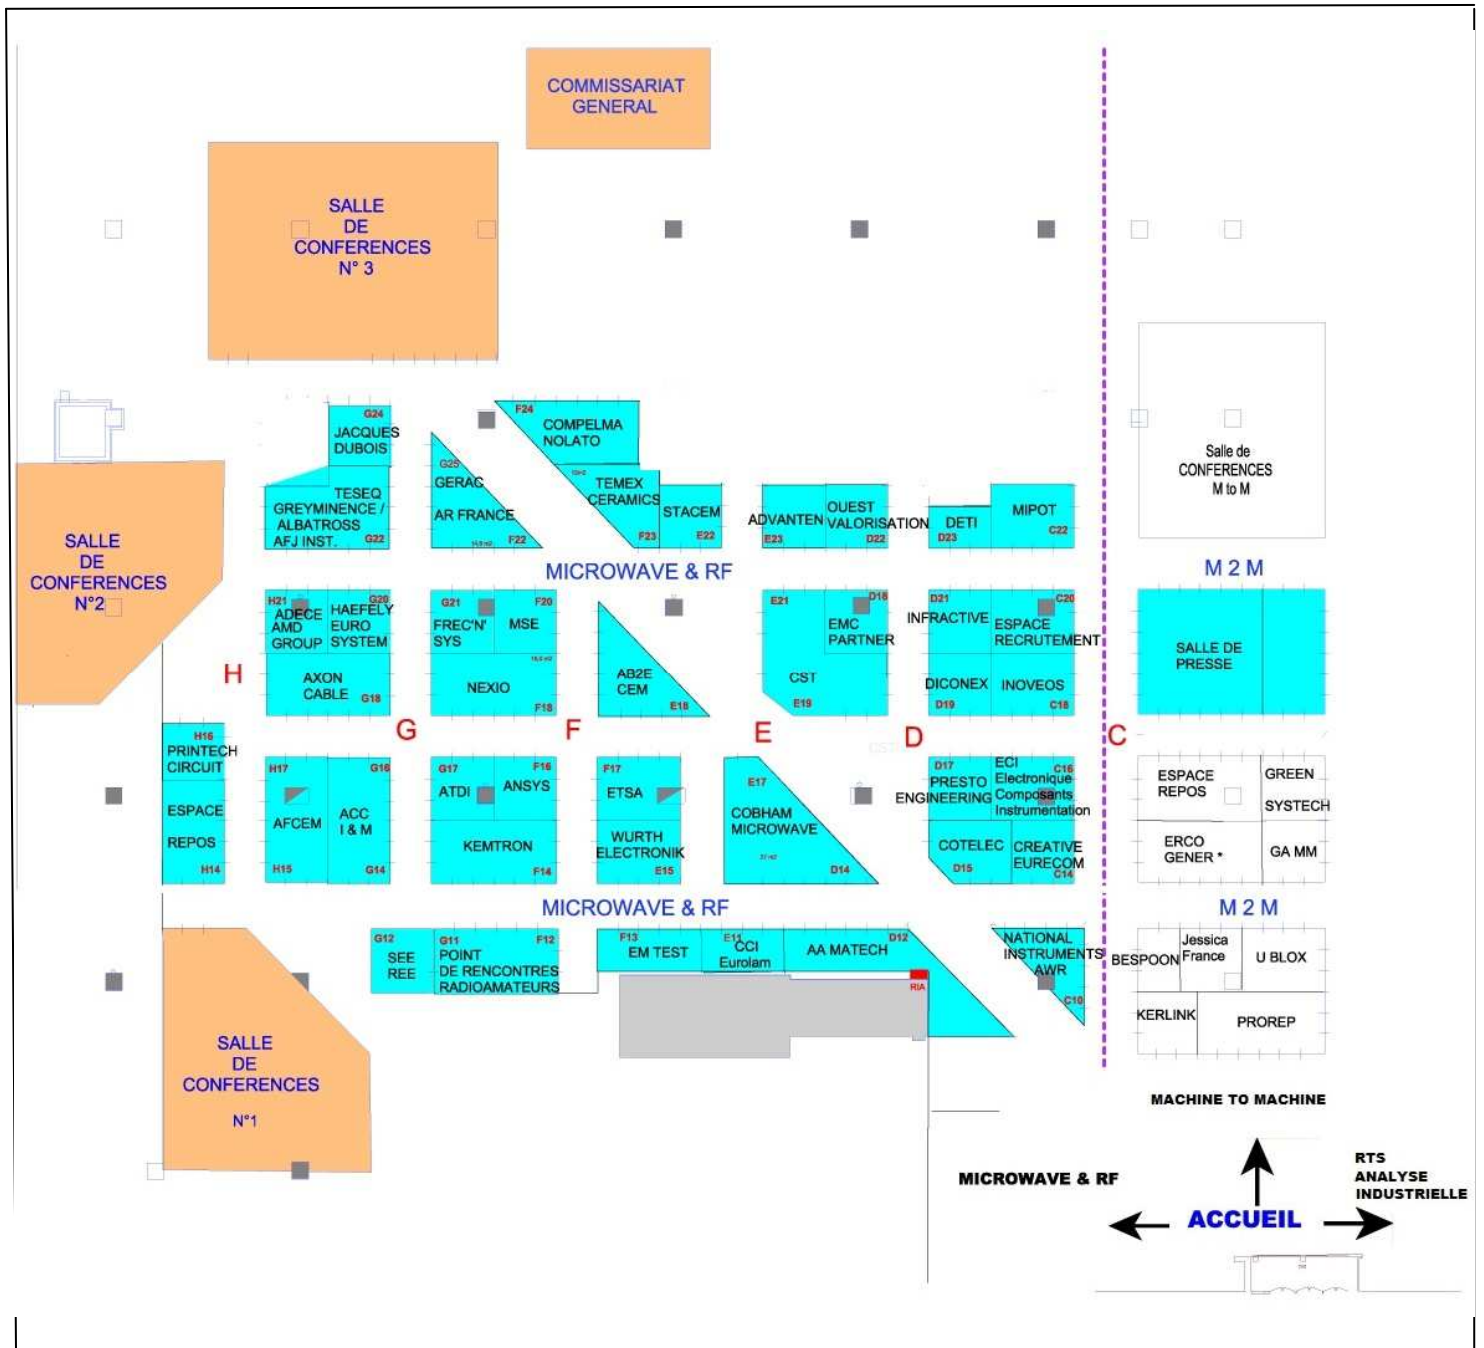 COMMISSARIAT
GENERAL
SALLE
DE
CONFERENCES
N° 3
G24
JACQUES
DUBOIS
TESEQ
GREYMINENCE /
ALBATROSS
AFJ INST.
G22
G25
GERAC
AR FRANCE
F22
F24
COMPELMA
NOLATO
TEMEX
CERAMICS
F23
STACEM
E22
ADVANTEN
E23
OUEST
VALORISATION
D22
DETI
D23
MIPOT
C22
Salle de
CONFERENCES
M to M
SALLE
DE
CONFERENCES
N°2
MICROWAVE & RF
M 2 M
H21
ADECE
AMD
GROUP
G20
HAEFELY
EURO
SYSTEM
AXON
CABLE
G18
G21
FREC'N'
SYS
F20
MSE
NEXIO
F18
AB2E
CEM
E18
E21
D18
EMC
PARTNER
CST
E19
D21
INFRACTIVE
C20
ESPACE
RECRUTEMENT
DICONEX
D19
INOVEOS
C18
SALLE DE
PRESSE
H
G
F
E
D
C
H16
PRINTECH
CIRCUIT
ESPACE
REPOS
H14
H17
AFCEM
H15
G16
ACC
I & M
G14
G17
ATDI
F16
ANSYS
KEMTRON
F14
F17
ETSA
WURTH
ELECTRONIK
E15
E17
COBHAM
MICROWAVE
D14
D17
PRESTO
ENGINEERING
ECI
C16
Electronique
Composants
Instrumentation
COTELEC
D15
CREATIVE
EURECOM
C14
ESPACE
REPOS
GREEN
SYSTECH
ERCO
GENER *
GA MM
MICROWAVE & RF
M 2 M
G12
SEE
REE
G11
F12
POINT
DE RENCONTRES
RADIOAMATEURS
F13
EM TEST
E11
CCI
Eurolam
D12
AA MATECH
RIA
NATIONAL
INSTRUMENTS
AWR
C10
BESPOON
Jessica
France
U BLOX
KERLINK
PROREP
SALLE
DE
CONFERENCES
N°1
MACHINE TO MACHINE
MICROWAVE & RF
RTS
ANALYSE
INDUSTRIELLE
ACCUEIL